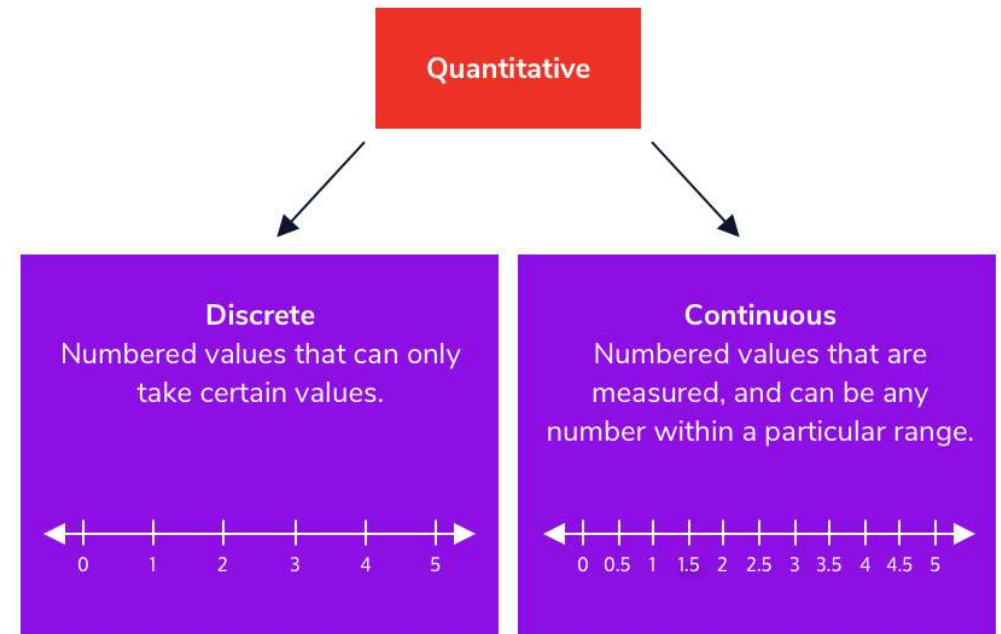 Quantitative
Discrete
Numbered values that can only
take certain values.
0 1 2 3 4 5
Continuous
Numbered values that are
measured, and can be any
number within a particular range.
0 0.5 1 1.5 2 2.5 3 3.5 4 4.5 5